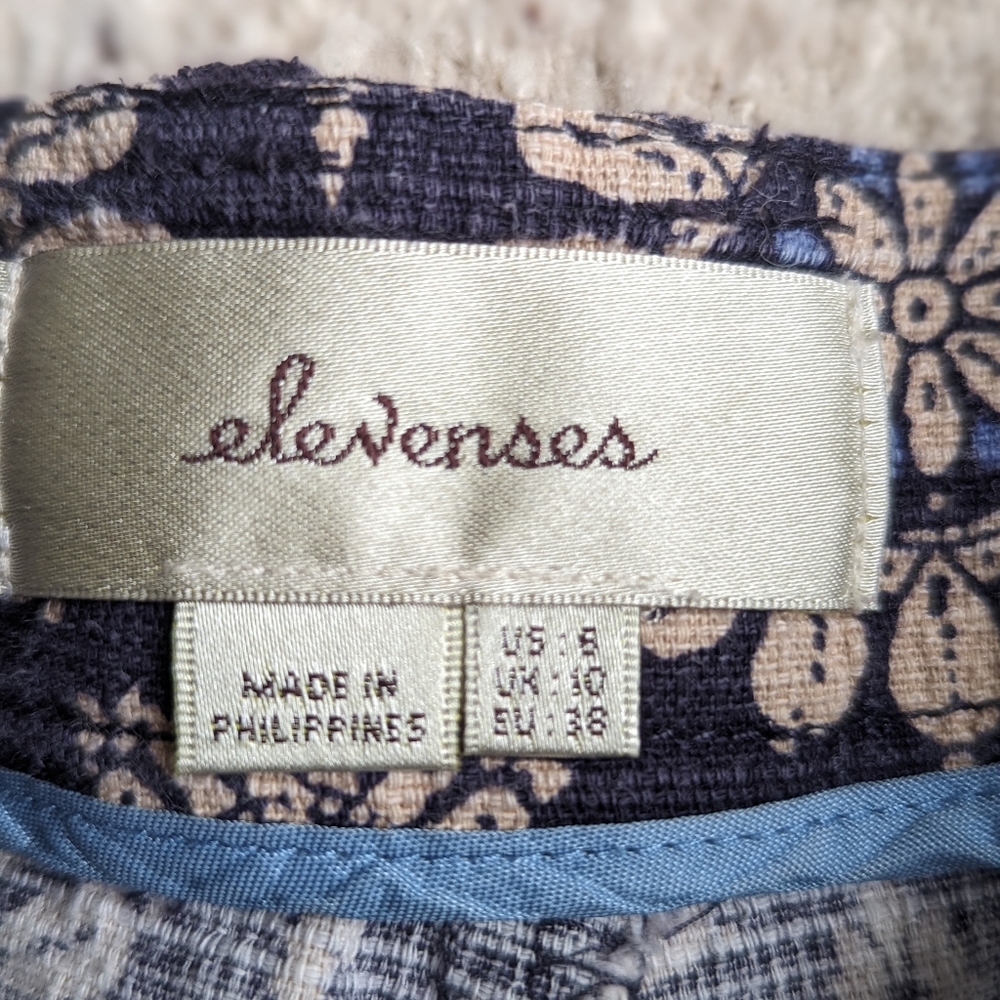 elevenses
MADE IN
PHILIPPINES
US : 6
UK : 10
EU : 38